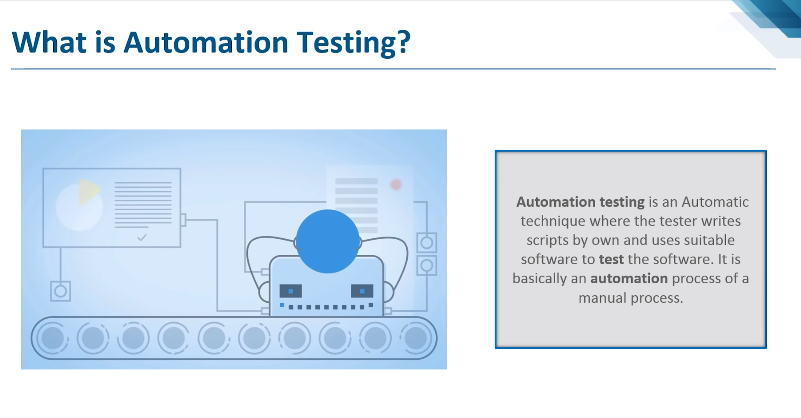 What is Automation Testing?
Automation testing is an Automatic
technique where the tester writes
scripts by own and uses suitable
software to test the software. It is
basically an automation process of a
manual process.